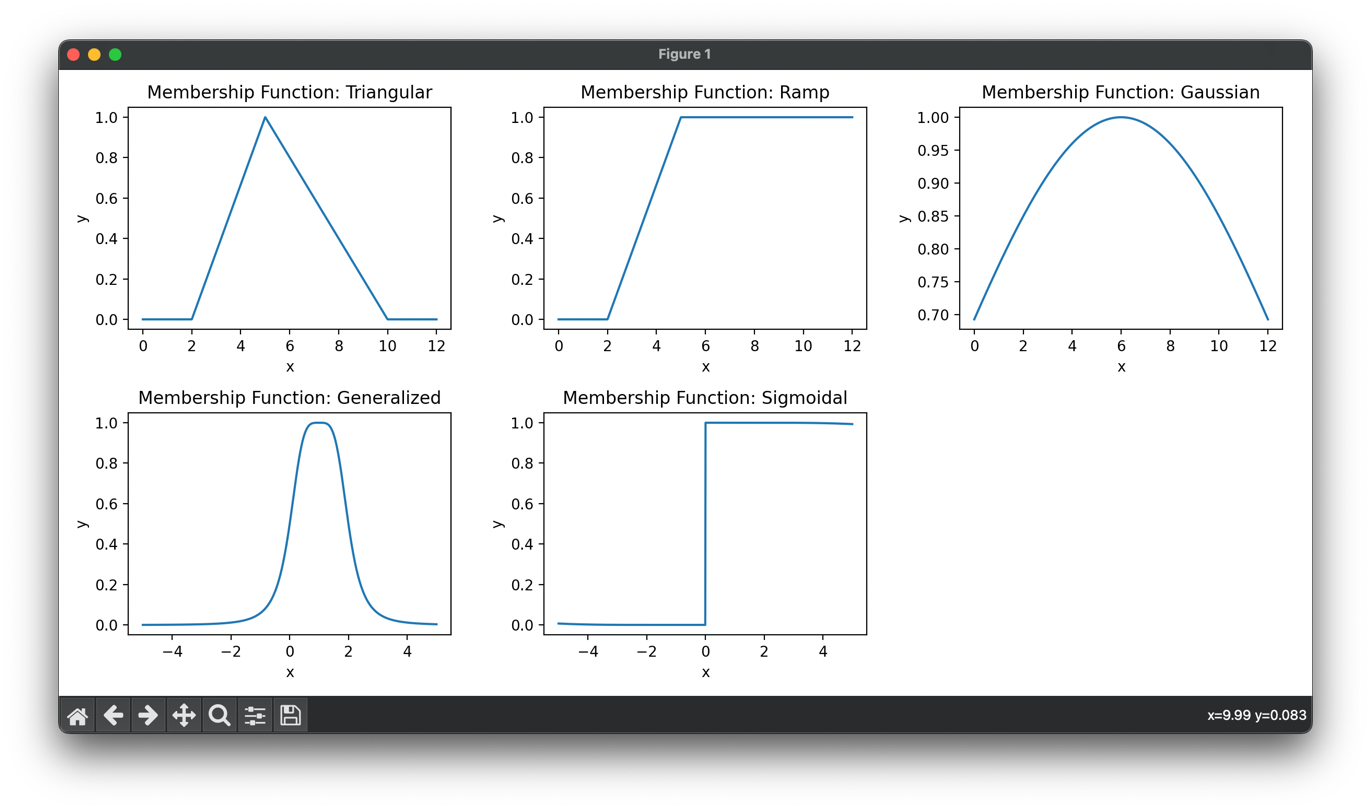 Figure 1
Membership Function: Triangular
1.0
0.8
0.6
0.4
0.2
0.0
y
0 2 4 6 8 10 12
x
Membership Function: Ramp
1.0
0.8
0.6
0.4
0.2
0.0
y
0 2 4 6 8 10 12
x
Membership Function: Gaussian
1.00
0.95
0.90
0.85
0.80
0.75
0.70
y
0 2 4 6 8 10 12
x
Membership Function: Generalized
1.0
0.8
0.6
0.4
0.2
0.0
y
−4 −2 0 2 4
x
Membership Function: Sigmoidal
1.0
0.8
0.6
0.4
0.2
0.0
y
−4 −2 0 2 4
x
x=9.99 y=0.083